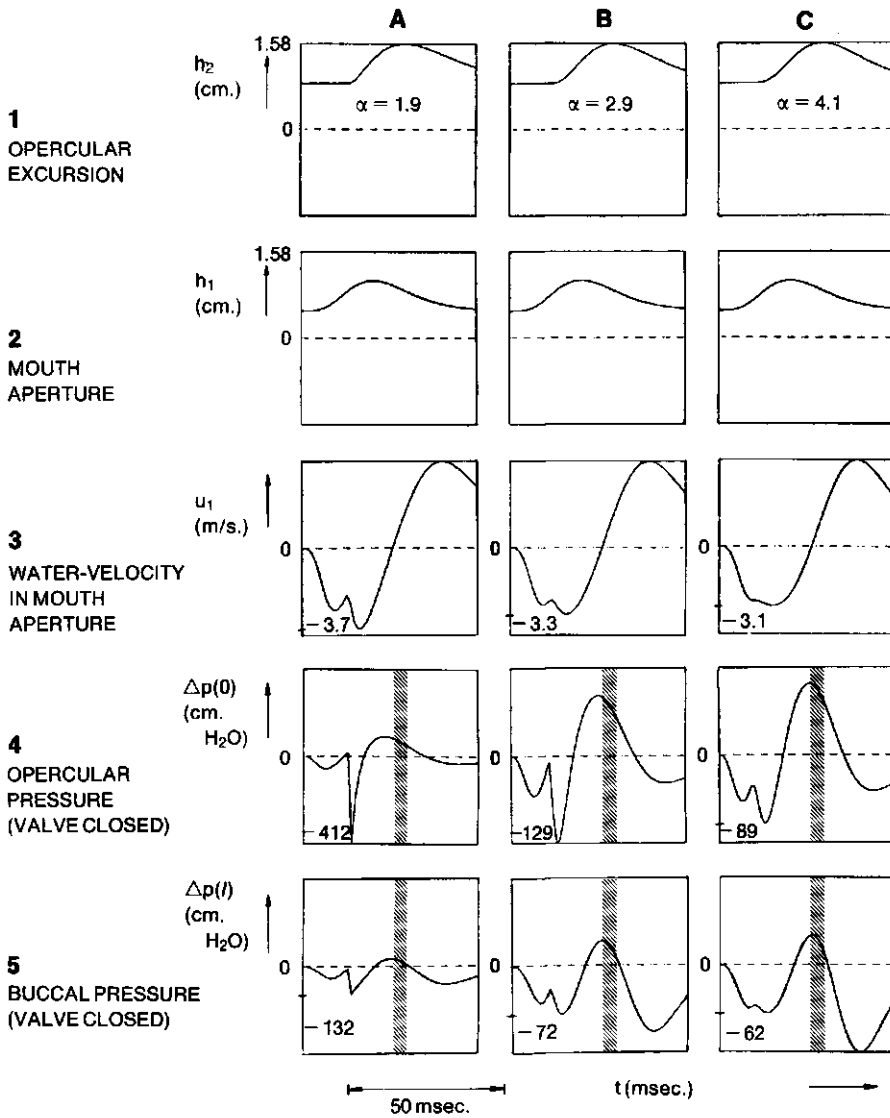 A B C
1.58
h₂
(cm.)
0
α = 1.9
α = 2.9
α = 4.1
1
OPERCULAR
EXCURSION
1.58
h₁
(cm.)
0
2
MOUTH
APERTURE
u₁
(m/s.)
0
0
0
3
WATER-VELOCITY
IN MOUTH
APERTURE
−3.7
−3.3
−3.1
Δp(0)
(cm.
H₂O)
0
0
0
4
OPERCULAR
PRESSURE
(VALVE CLOSED)
−412
−129
−89
Δp(l)
(cm.
H₂O)
0
0
0
5
BUCCAL PRESSURE
(VALVE CLOSED)
−132
−72
−62
50 msec.
t (msec.)